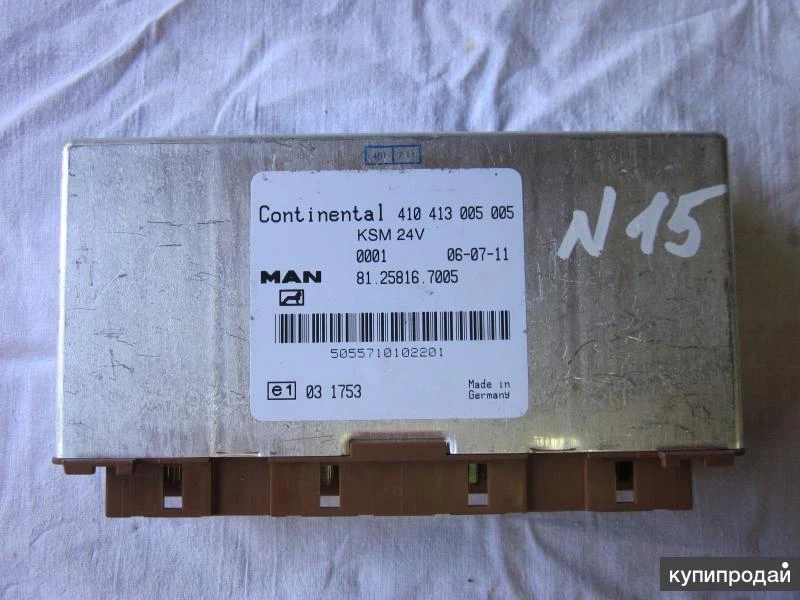 Continental 410 413 005 005
KSM 24V
0001 06-07-11
MAN 81.25816.7005
5055710102201
e1 03 1753
Made in
Germany
N 15
купипродай